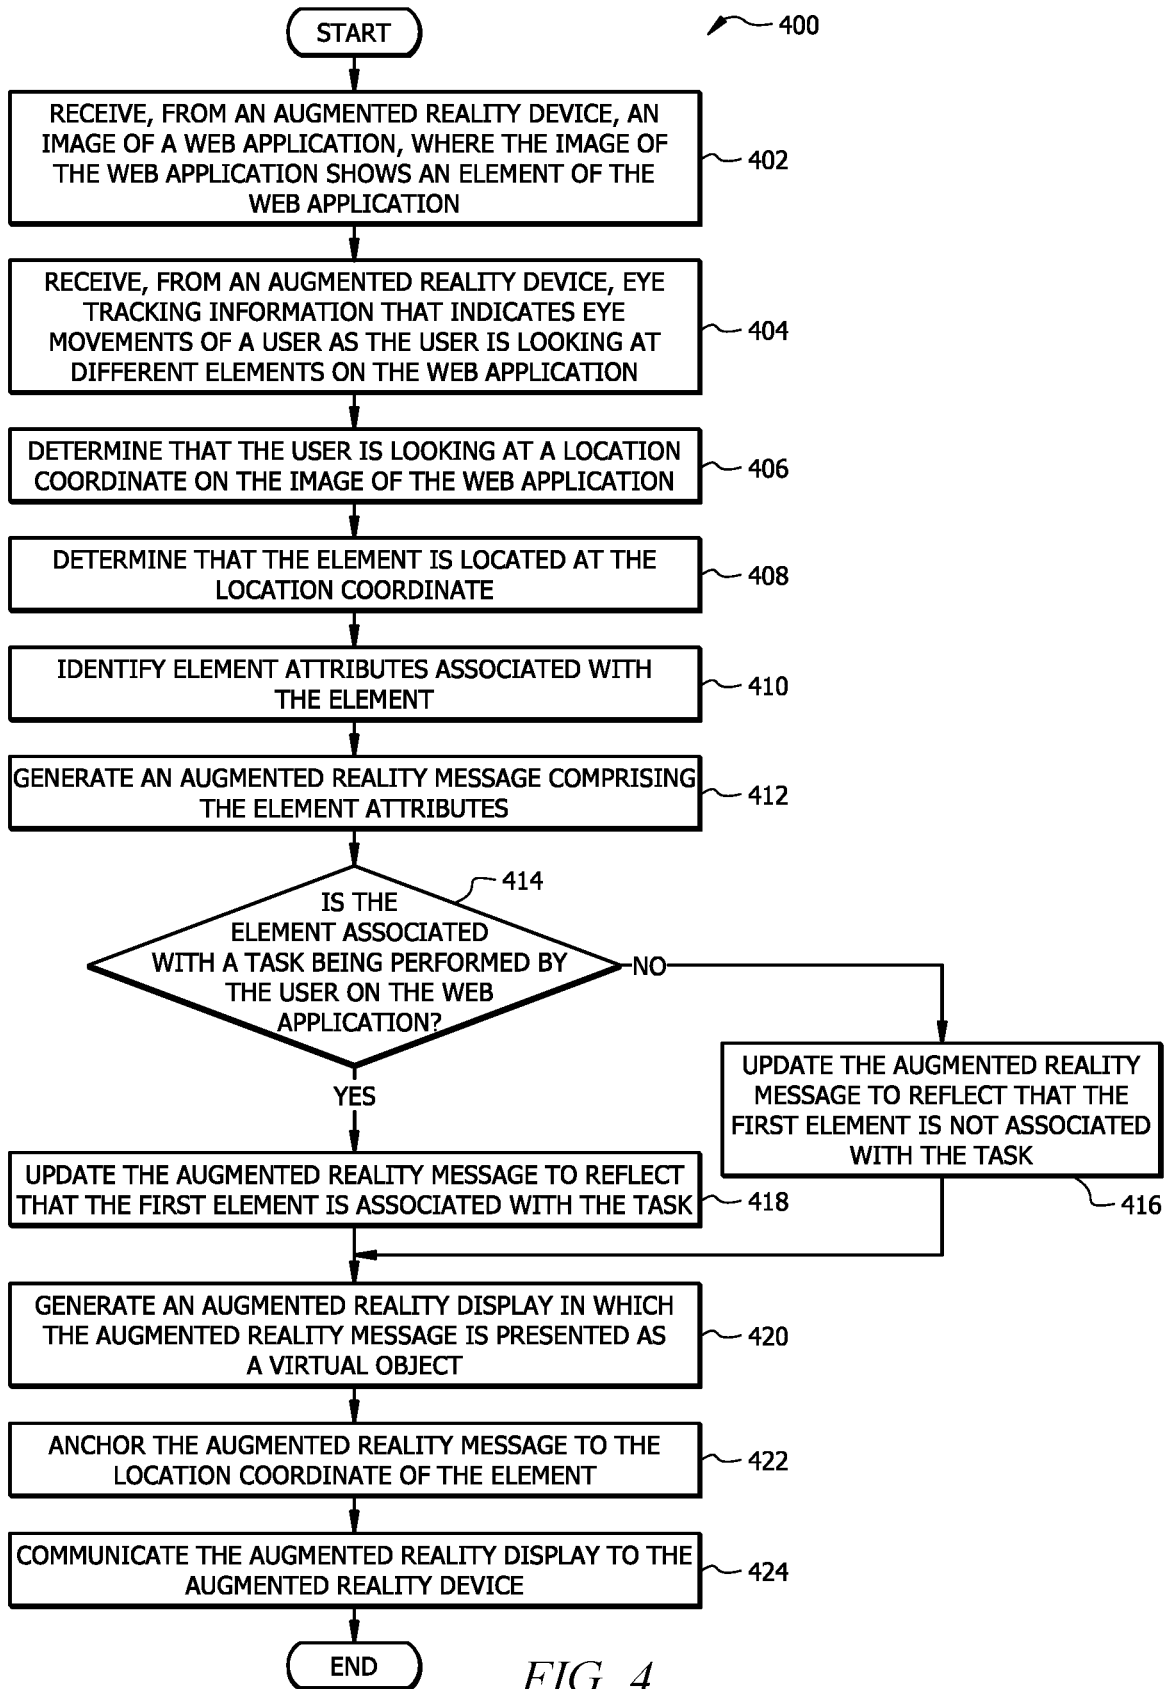 START
400
RECEIVE, FROM AN AUGMENTED REALITY DEVICE, AN
IMAGE OF A WEB APPLICATION, WHERE THE IMAGE OF
THE WEB APPLICATION SHOWS AN ELEMENT OF THE
WEB APPLICATION
402
RECEIVE, FROM AN AUGMENTED REALITY DEVICE, EYE
TRACKING INFORMATION THAT INDICATES EYE
MOVEMENTS OF A USER AS THE USER IS LOOKING AT
DIFFERENT ELEMENTS ON THE WEB APPLICATION
404
DETERMINE THAT THE USER IS LOOKING AT A LOCATION
COORDINATE ON THE IMAGE OF THE WEB APPLICATION
406
DETERMINE THAT THE ELEMENT IS LOCATED AT THE
LOCATION COORDINATE
408
IDENTIFY ELEMENT ATTRIBUTES ASSOCIATED WITH
THE ELEMENT
410
GENERATE AN AUGMENTED REALITY MESSAGE COMPRISING
THE ELEMENT ATTRIBUTES
412
414
IS THE
ELEMENT ASSOCIATED
WITH A TASK BEING PERFORMED BY
THE USER ON THE WEB
APPLICATION?
NO
YES
UPDATE THE AUGMENTED REALITY
MESSAGE TO REFLECT THAT THE
FIRST ELEMENT IS NOT ASSOCIATED
WITH THE TASK
416
UPDATE THE AUGMENTED REALITY MESSAGE TO REFLECT
THAT THE FIRST ELEMENT IS ASSOCIATED WITH THE TASK
418
GENERATE AN AUGMENTED REALITY DISPLAY IN WHICH
THE AUGMENTED REALITY MESSAGE IS PRESENTED AS
A VIRTUAL OBJECT
420
ANCHOR THE AUGMENTED REALITY MESSAGE TO THE
LOCATION COORDINATE OF THE ELEMENT
422
COMMUNICATE THE AUGMENTED REALITY DISPLAY TO THE
AUGMENTED REALITY DEVICE
424
END
FIG. 4